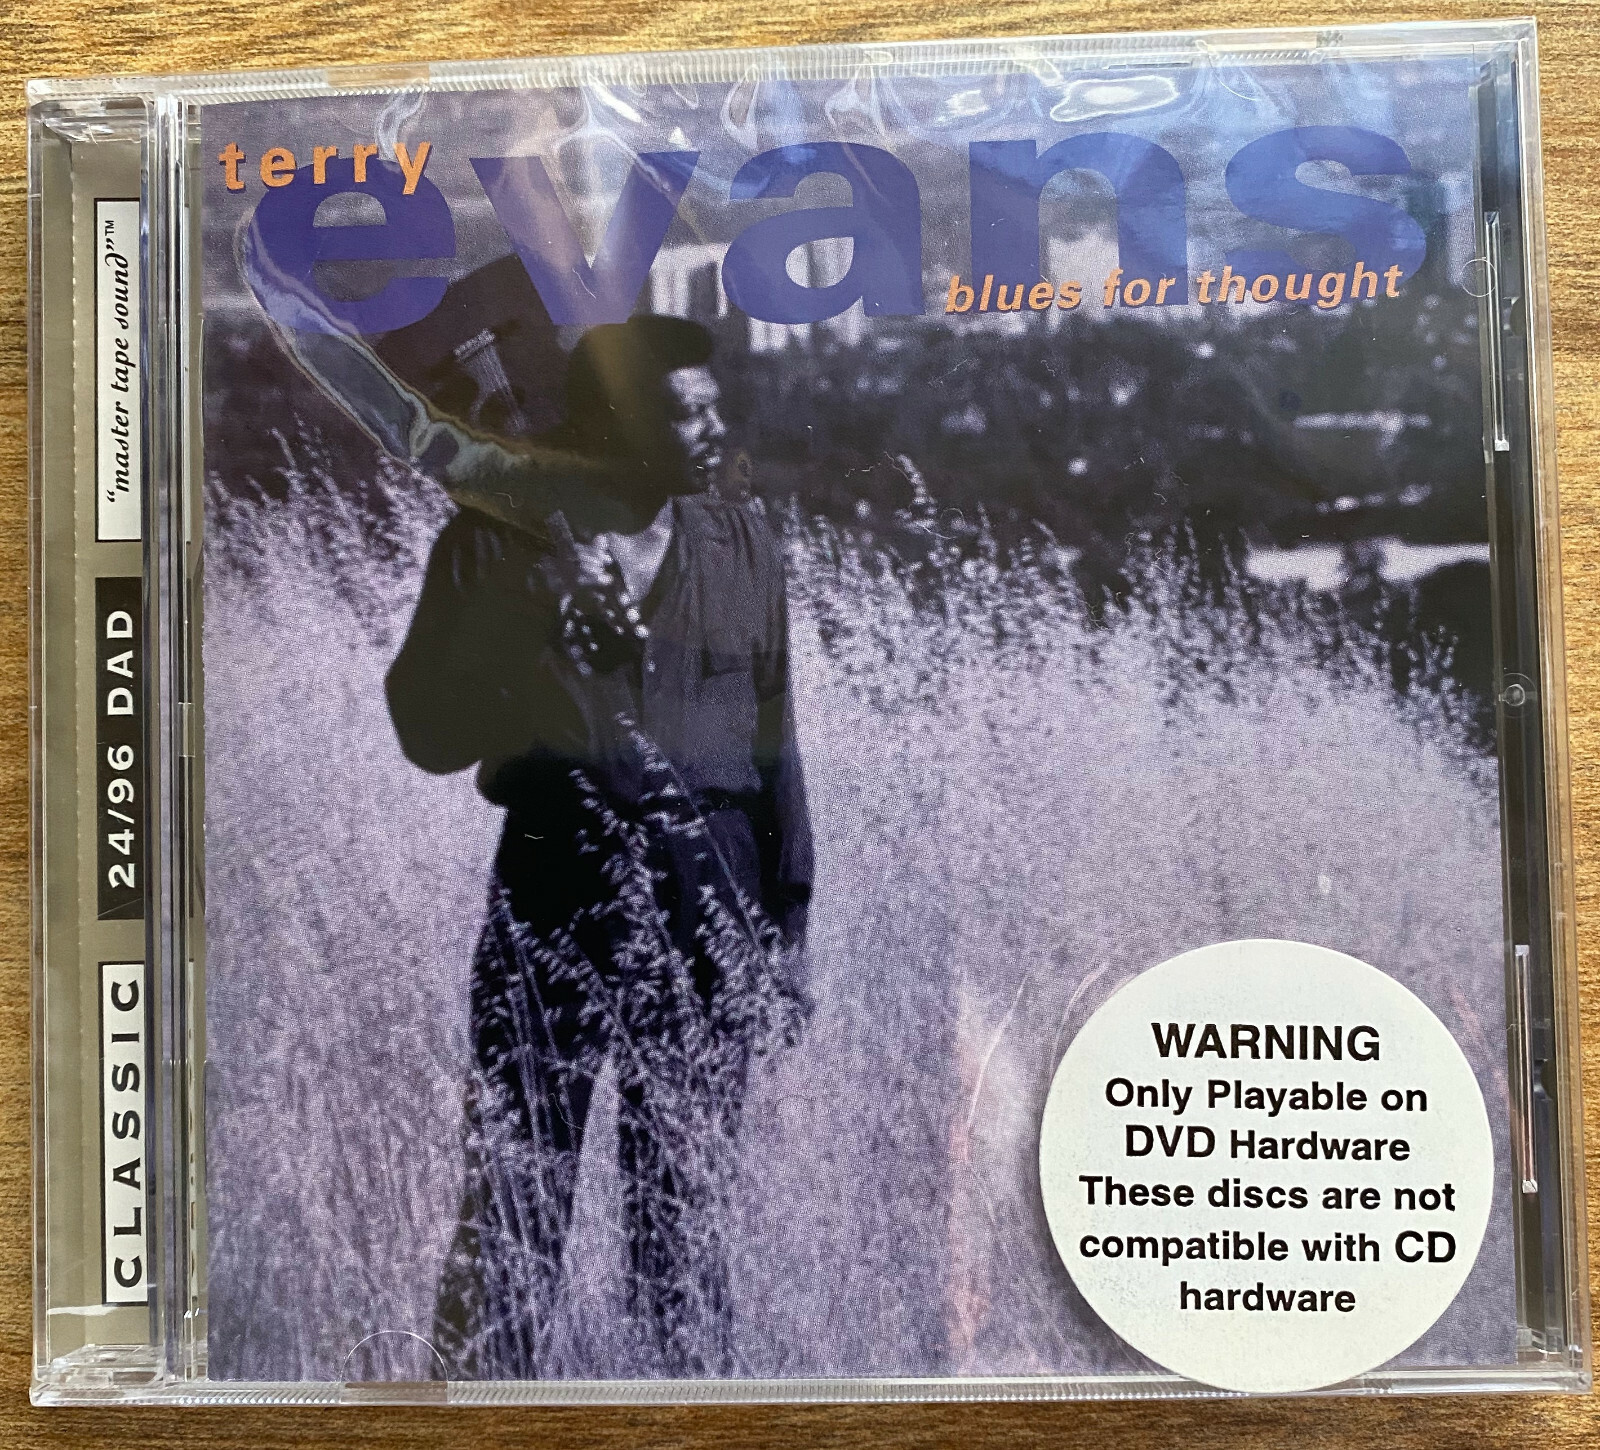 terry
evans
blues for thought
"master tape sound"™
24/96 DAD
CLASSIC
WARNING
Only Playable on
DVD Hardware
These discs are not
compatible with CD
hardware